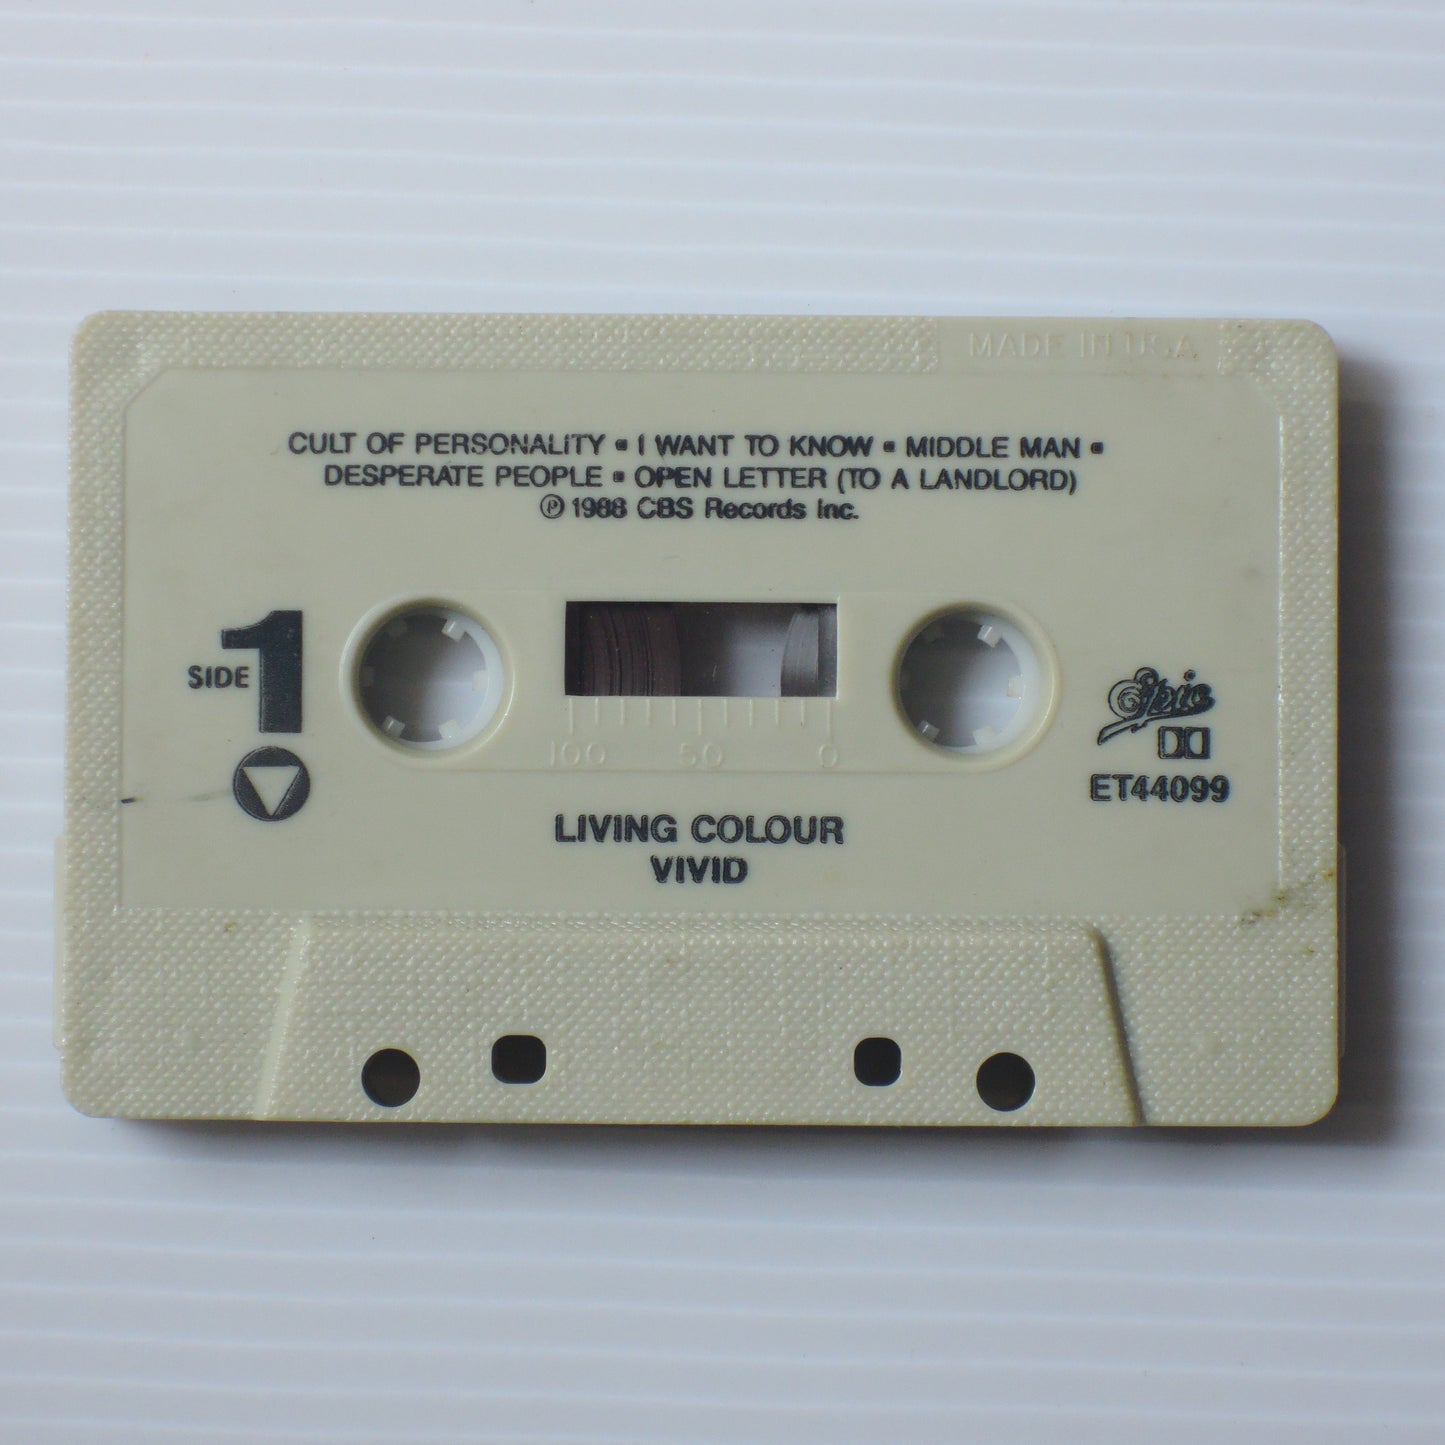 MADE IN USA
CULT OF PERSONALITY ▪ I WANT TO KNOW ▪ MIDDLE MAN ▪
DESPERATE PEOPLE ▪ OPEN LETTER (TO A LANDLORD)
℗ 1988 CBS Records Inc.
SIDE 1
100 50 0
Epic
ET44099
LIVING COLOUR
VIVID